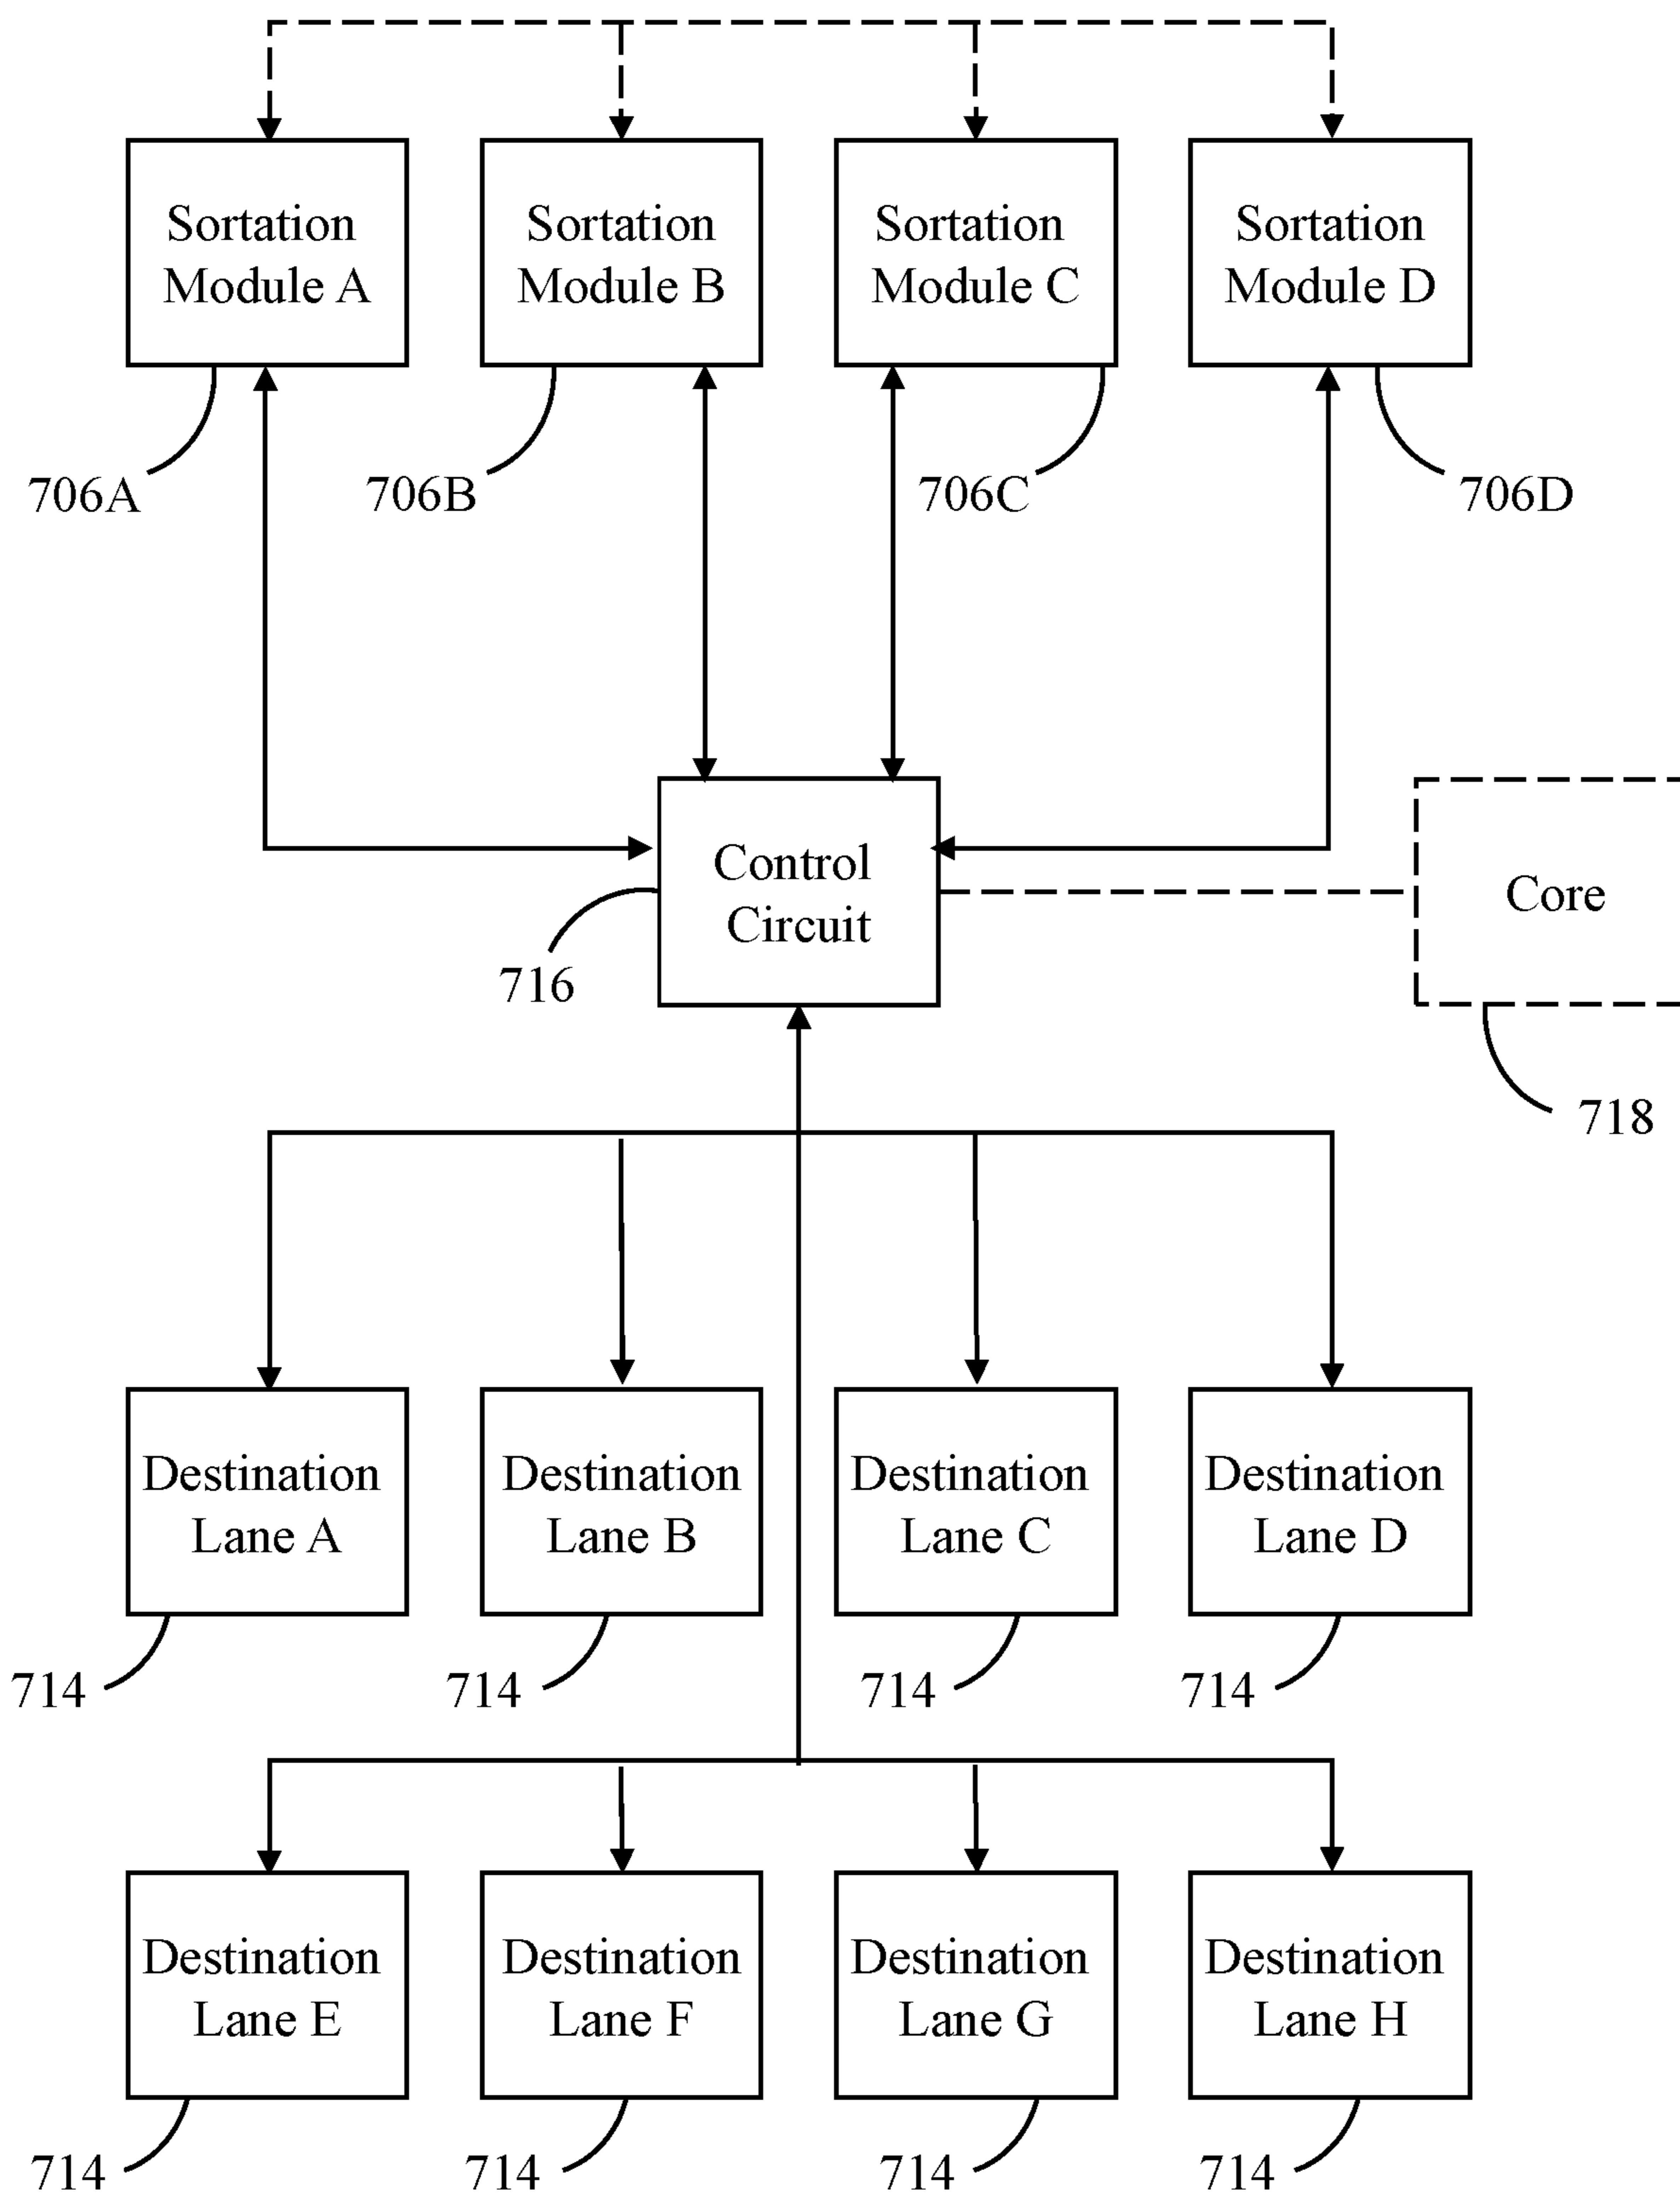 Sortation
Module A
Sortation
Module B
Sortation
Module C
Sortation
Module D
706A
706B
706C
706D
Control
Circuit
Core
716
718
Destination
Lane A
Destination
Lane B
Destination
Lane C
Destination
Lane D
714
714
714
714
Destination
Lane E
Destination
Lane F
Destination
Lane G
Destination
Lane H
714
714
714
714